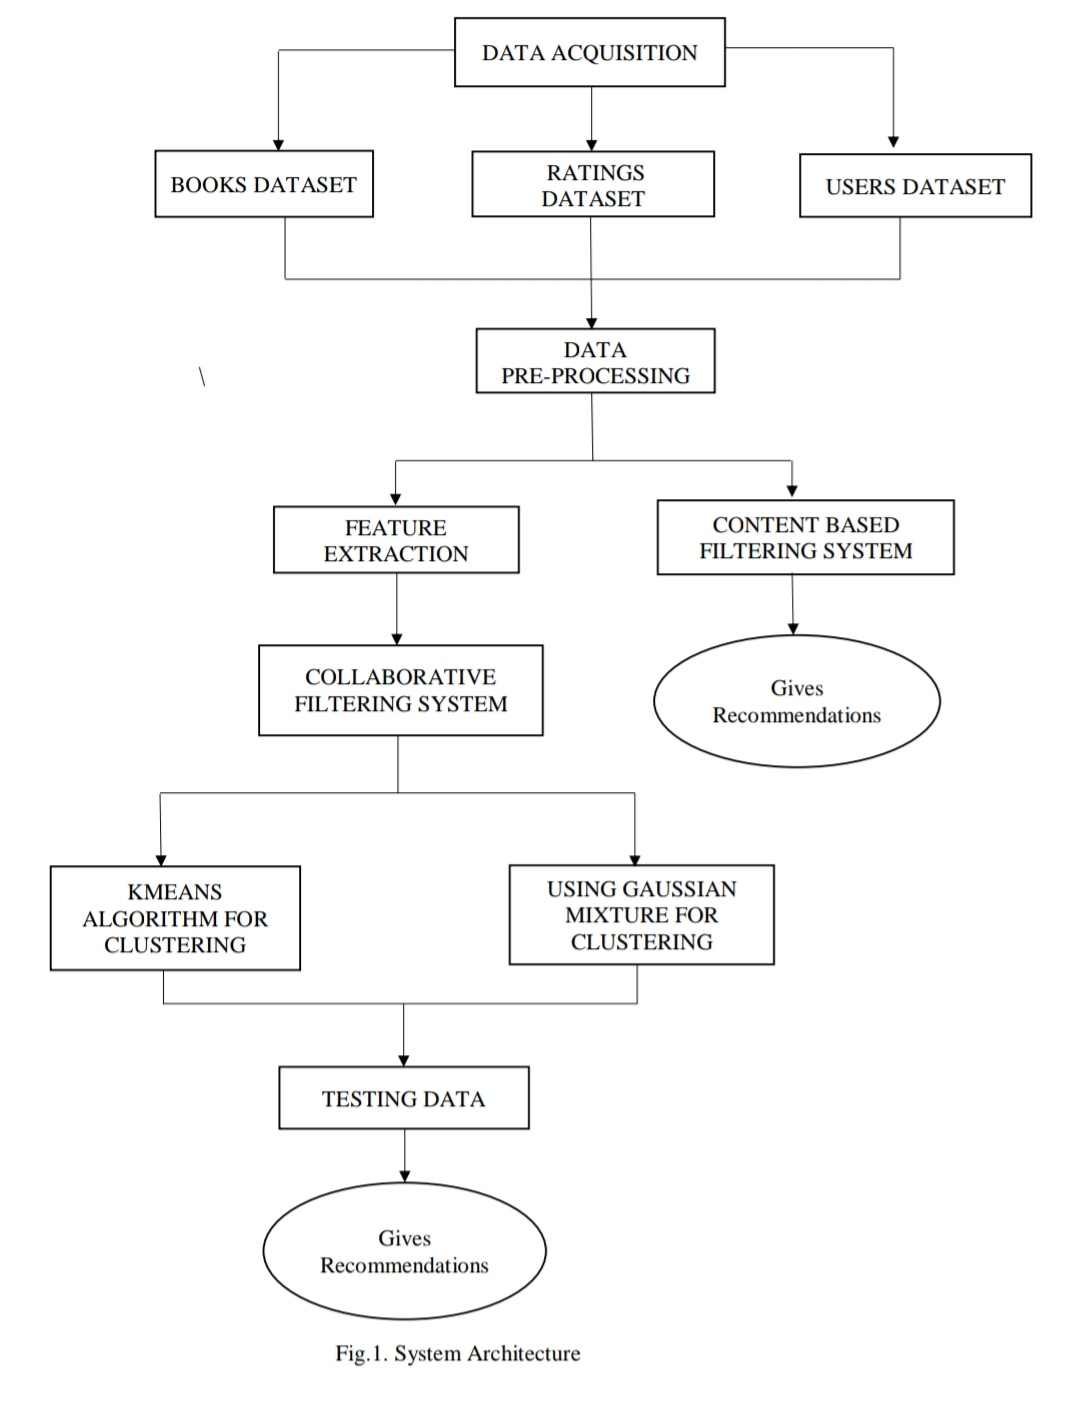 DATA ACQUISITION
BOOKS DATASET
RATINGS
DATASET
USERS DATASET
DATA
PRE-PROCESSING
\
FEATURE
EXTRACTION
CONTENT BASED
FILTERING SYSTEM
COLLABORATIVE
FILTERING SYSTEM
Gives
Recommendations
KMEANS
ALGORITHM FOR
CLUSTERING
USING GAUSSIAN
MIXTURE FOR
CLUSTERING
TESTING DATA
Gives
Recommendations
Fig.1. System Architecture